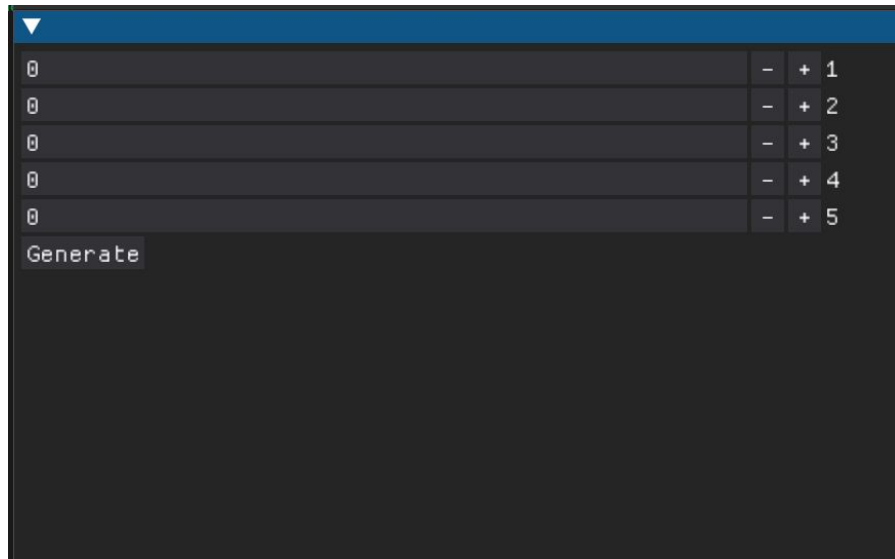 0 - + 1
0 - + 2
0 - + 3
0 - + 4
0 - + 5
Generate